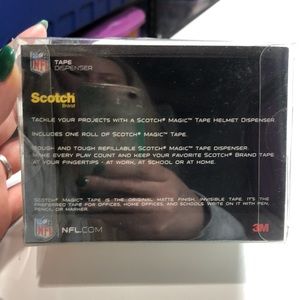 NFL
TAPE
DISPENSER
Scotch®
Brand
TACKLE YOUR PROJECTS WITH A SCOTCH® MAGIC™ TAPE HELMET DISPENSER.
INCLUDES ONE ROLL OF SCOTCH® MAGIC™ TAPE.
TOUGH AND TOUGH REFILLABLE SCOTCH® MAGIC™ TAPE DISPENSER.
MAKE EVERY PLAY COUNT AND KEEP YOUR FAVORITE SCOTCH® BRAND TAPE
AT YOUR FINGERTIPS - AT WORK, AT SCHOOL OR AT HOME.
SCOTCH® MAGIC™ TAPE IS THE ORIGINAL MATTE FINISH, INVISIBLE TAPE. IT'S THE
PREFERRED TAPE FOR OFFICES, HOME OFFICES, AND SCHOOLS. WRITE ON IT WITH PEN,
PENCIL, OR MARKER.
NFL
NFL.COM
3M